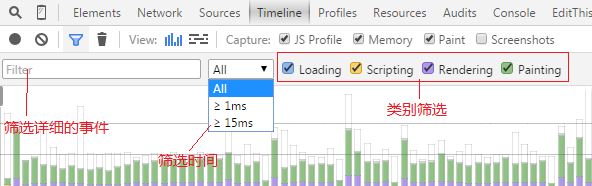 Elements Network Sources Timeline Profiles Resources Audits Console EditThis
View: Capture: JS Profile Memory Paint Screenshots
Filter All Loading Scripting Rendering Painting
All
≥ 1ms
≥ 15ms
类别筛选
筛选详细的事件
筛选时间